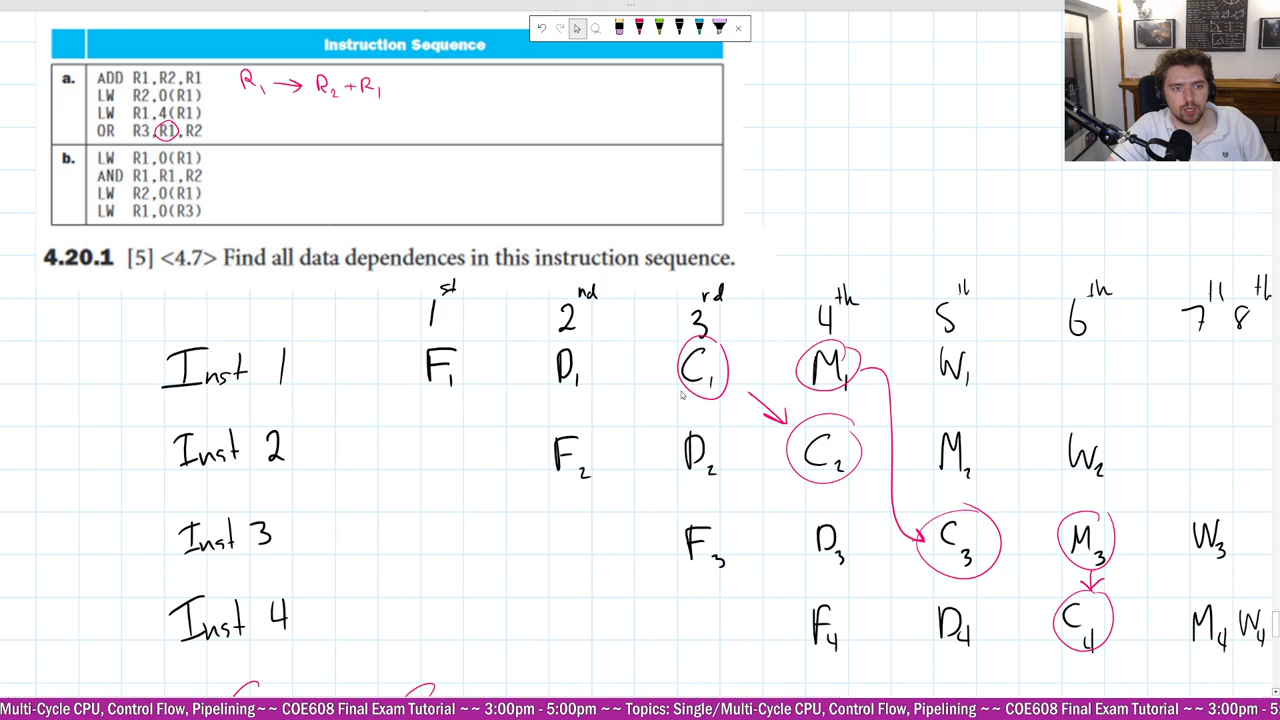 Instruction Sequence
a. ADD R1,R2,R1 R1 → R2 + R1
LW R2,0(R1)
LW R1,4(R1)
OR R3,R1,R2
b. LW R1,0(R1)
AND R1,R1,R2
LW R2,0(R1)
LW R1,0(R3)
4.20.1 [5] <4.7> Find all data dependences in this instruction sequence.
1st 2nd 3rd 4th 5th 6th 7th 8th
Inst 1 F1 D1 C1 M1 W1
Inst 2 F2 D2 C2 M2 W2
Inst 3 F3 D3 C3 M3 W3
Inst 4 F4 D4 C4 M4 W4
Multi-Cycle CPU, Control Flow, Pipelining ~ ~ COE608 Final Exam Tutorial ~ ~ 3:00pm - 5:00pm ~ ~ Topics: Single/Multi-Cycle CPU, Control Flow, Pipelining ~ ~ COE608 Final Exam Tutorial ~ ~ 3:00pm - 5